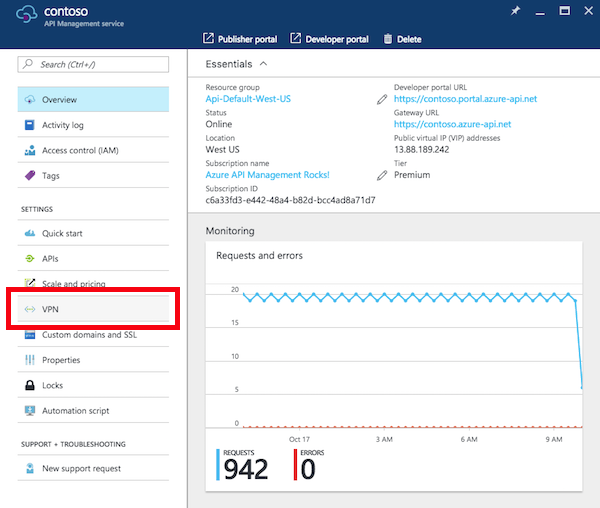 contoso
API Management service
Publisher portal
Developer portal
Delete
Search (Ctrl+/)
Overview
Activity log
Access control (IAM)
Tags
SETTINGS
Quick start
APIs
Scale and pricing
VPN
Custom domains and SSL
Properties
Locks
Automation script
SUPPORT + TROUBLESHOOTING
New support request
Essentials
Resource group
Api-Default-West-US
Status
Online
Location
West US
Subscription name
Azure API Management Rocks!
Subscription ID
c6a33fd3-e442-48a4-b82d-bcc4ad8a71d7
Developer portal URL
https://contoso.portal.azure-api.net
Gateway URL
https://contoso.azure-api.net
Public virtual IP (VIP) addresses
13.88.189.242
Tier
Premium
Monitoring
Requests and errors
20
15
10
5
0
Oct 17
3 AM
6 AM
9 AM
REQUESTS
942
ERRORS
0